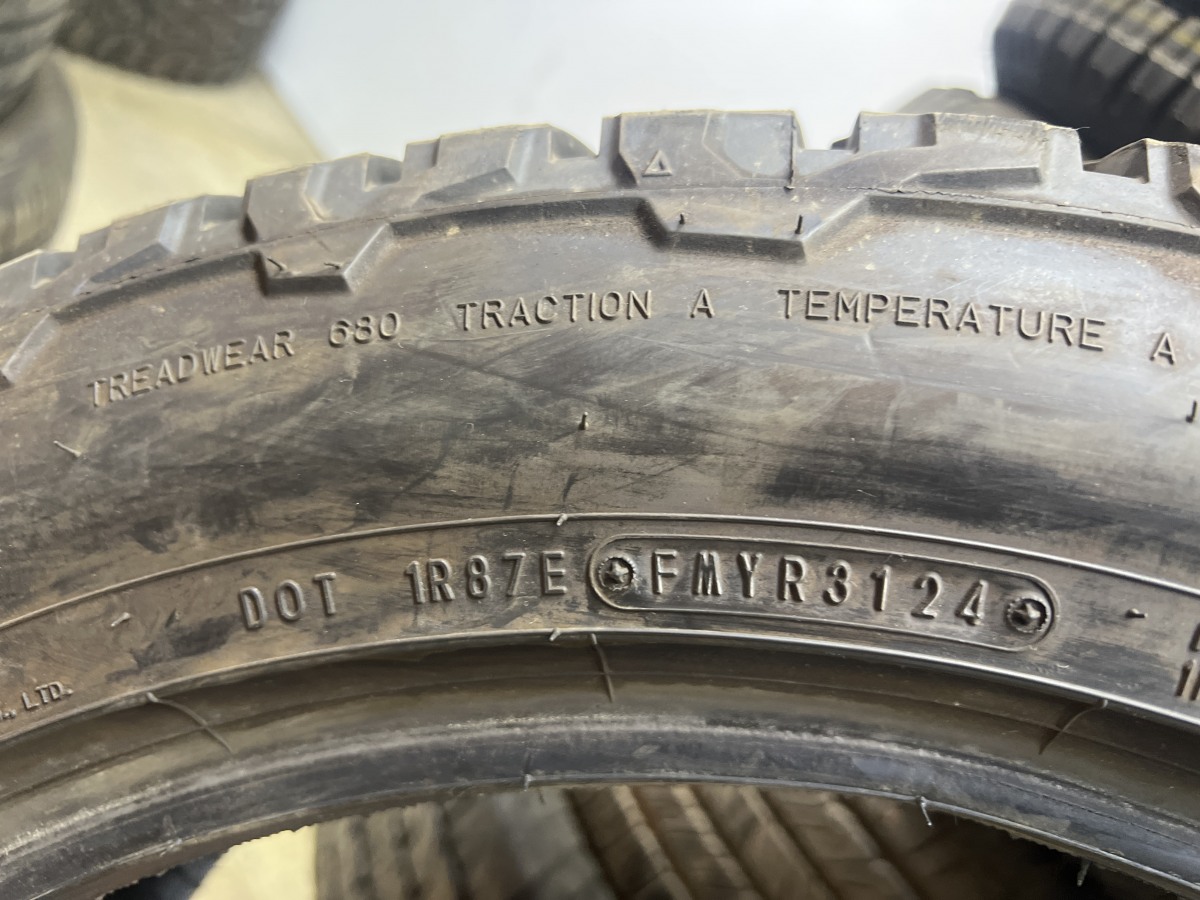 TREADWEAR 680 TRACTION A TEMPERATURE A
DOT 1R87E FMYR3124
LTD.